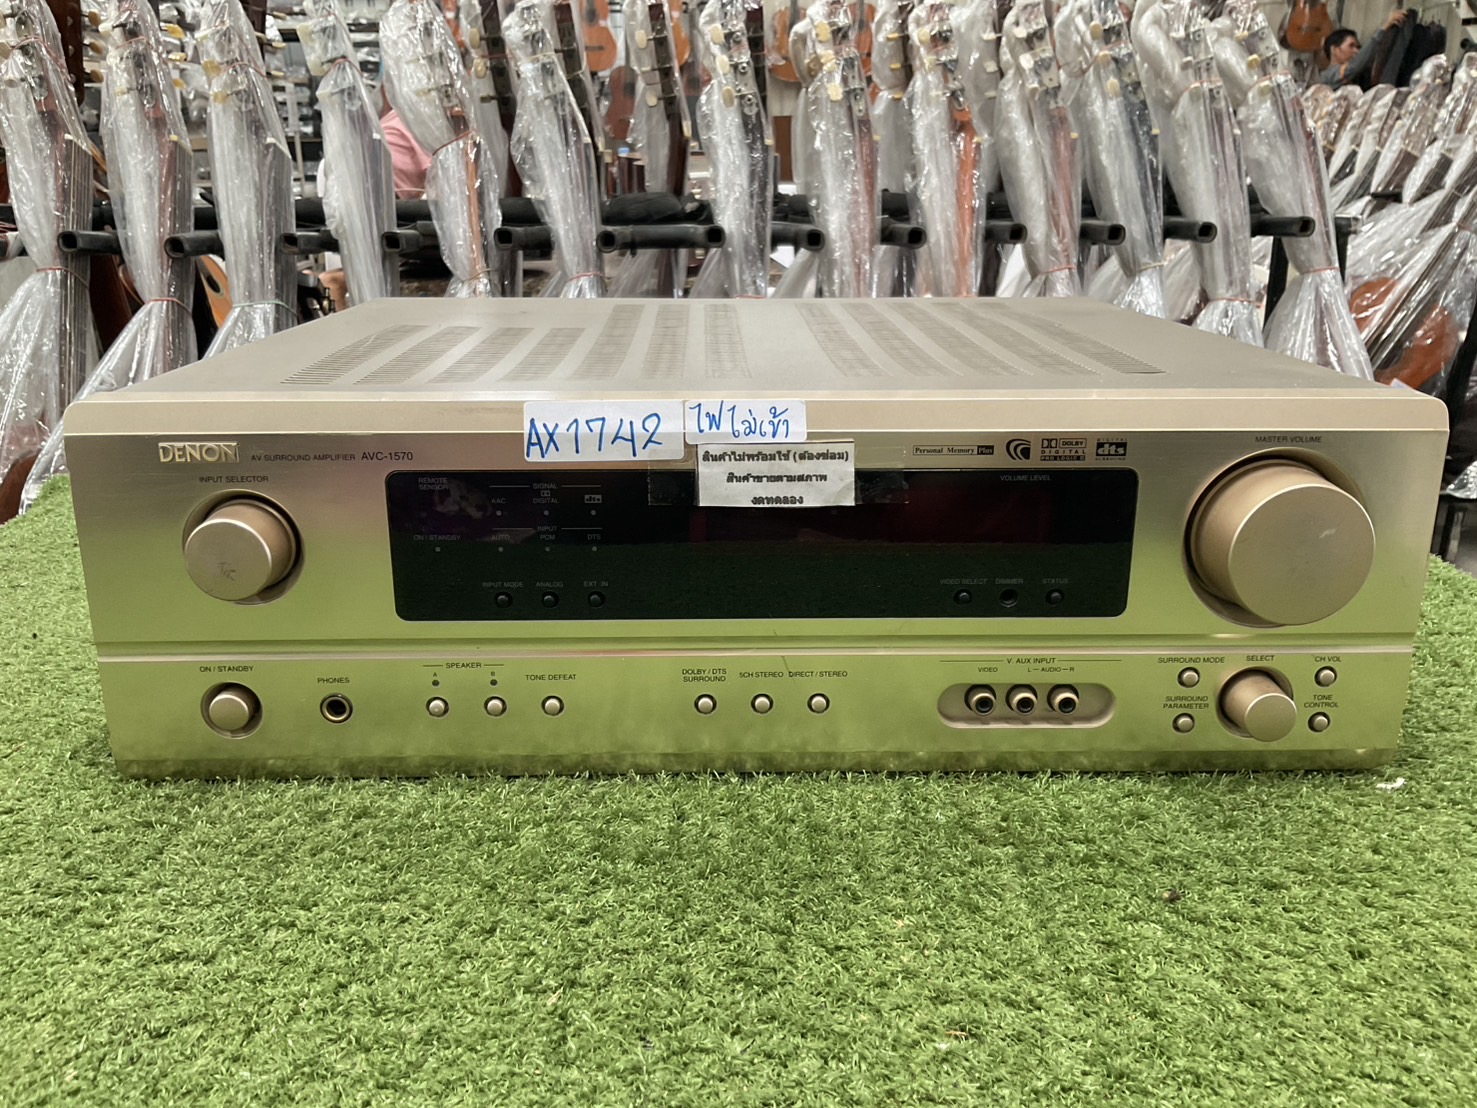 AX1742
ไฟไม่เข้า
สินค้าไม่พร้อมใช้ (ต้องซ่อม)
สินค้าขายตามสภาพ
งดทดลอง
DENON
AV SURROUND AMPLIFIER AVC-1570
Personal Memory Plus
DOLBY
DIGITAL
PRO LOGIC II
DIGITAL
dts
SURROUND
MASTER VOLUME
INPUT SELECTOR
REMOTE
SENSOR
SIGNAL
AAC
DIGITAL
dts
VOLUME LEVEL
INPUT
ON / STANDBY
AUTO
PCM
DTS
INPUT MODE
ANALOG
EXT. IN
VIDEO SELECT
DIMMER
STATUS
ON / STANDBY
PHONES
SPEAKER
A
B
TONE DEFEAT
DOLBY / DTS
SURROUND
5CH STEREO
DIRECT / STEREO
V. AUX INPUT
VIDEO
L — AUDIO — R
SURROUND MODE
SELECT
CH VOL
SURROUND
PARAMETER
TONE
CONTROL